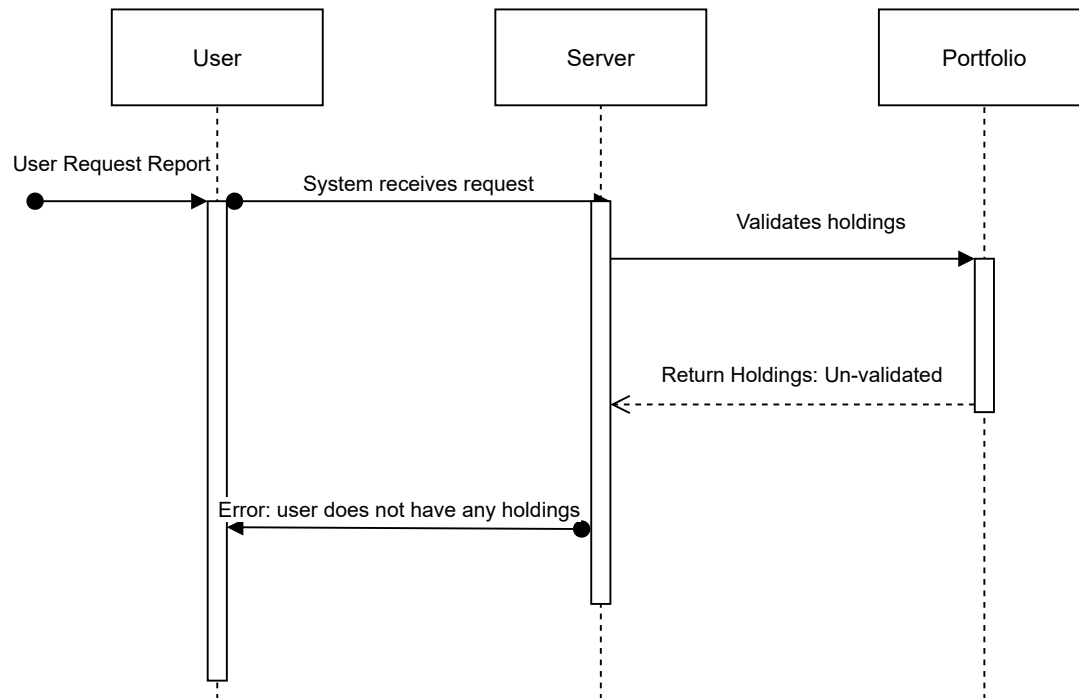 User
Server
Portfolio
User Request Report
System receives request
Validates holdings
Return Holdings: Un-validated
Error: user does not have any holdings